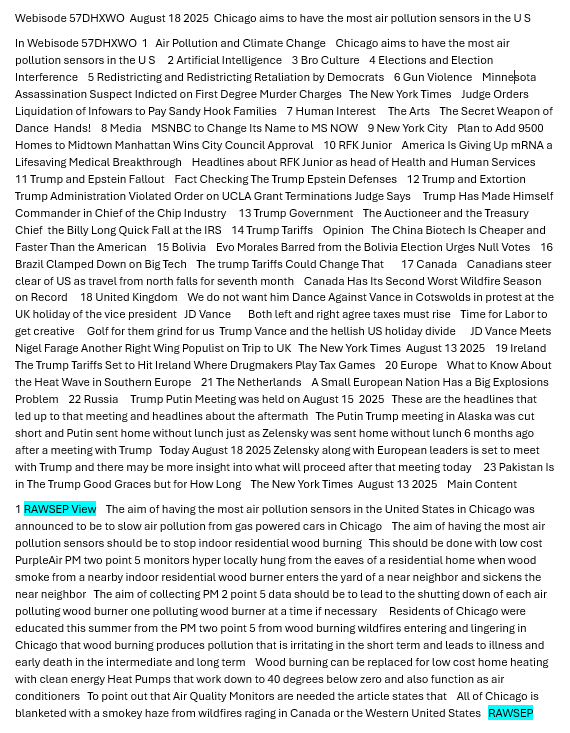 Webisode 57DHXWO  August 18 2025  Chicago aims to have the most air pollution sensors in the U S
In Webisode 57DHXWO  1   Air Pollution and Climate Change    Chicago aims to have the most air
pollution sensors in the U S    2 Artificial Intelligence    3 Bro Culture    4 Elections and Election
Interference    5 Redistricting and Redistricting Retaliation by Democrats    6 Gun Violence    Minnesota
Assassination Suspect Indicted on First Degree Murder Charges   The New York Times    Judge Orders
Liquidation of Infowars to Pay Sandy Hook Families    7 Human Interest     The Arts    The Secret Weapon of
Dance  Hands!    8 Media    MSNBC to Change Its Name to MS NOW    9 New York City    Plan to Add 9500
Homes to Midtown Manhattan Wins City Council Approval    10 RFK Junior    America Is Giving Up mRNA a
Lifesaving Medical Breakthrough    Headlines about RFK Junior as head of Health and Human Services
11 Trump and Epstein Fallout    Fact Checking The Trump Epstein Defenses    12 Trump and Extortion
Trump Administration Violated Order on UCLA Grant Terminations Judge Says     Trump Has Made Himself
Commander in Chief of the Chip Industry     13 Trump Government    The Auctioneer and the Treasury
Chief  the Billy Long Quick Fall at the IRS    14 Trump Tariffs    Opinion   The China Biotech Is Cheaper and
Faster Than the American    15 Bolivia    Evo Morales Barred from the Bolivia Election Urges Null Votes    16
Brazil Clamped Down on Big Tech    The trump Tariffs Could Change That      17 Canada    Canadians steer
clear of US as travel from north falls for seventh month    Canada Has Its Second Worst Wildfire Season
on Record     18 United Kingdom    We do not want him Dance Against Vance in Cotswolds in protest at the
UK holiday of the vice president  JD Vance      Both left and right agree taxes must rise    Time for Labor to
get creative    Golf for them grind for us  Trump Vance and the hellish US holiday divide     JD Vance Meets
Nigel Farage Another Right Wing Populist on Trip to UK   The New York Times   August 13 2025    19 Ireland
The Trump Tariffs Set to Hit Ireland Where Drugmakers Play Tax Games    20 Europe    What to Know About
the Heat Wave in Southern Europe    21 The Netherlands    A Small European Nation Has a Big Explosions
Problem    22 Russia     Trump Putin Meeting was held on August 15  2025   These are the headlines that
led up to that meeting and headlines about the aftermath   The Putin Trump meeting in Alaska was cut
short and Putin sent home without lunch just as Zelensky was sent home without lunch 6 months ago
after a meeting with Trump   Today August 18 2025 Zelensky along with European leaders is set to meet
with Trump and there may be more insight into what will proceed after that meeting today     23 Pakistan Is
in The Trump Good Graces but for How Long    The New York Times   August 13 2025    Main Content
1 RAWSEP View    The aim of having the most air pollution sensors in the United States in Chicago was
announced to be to slow air pollution from gas powered cars in Chicago    The aim of having the most air
pollution sensors should be to stop indoor residential wood burning   This should be done with low cost
PurpleAir PM two point 5 monitors hyper locally hung from the eaves of a residential home when wood
smoke from a nearby indoor residential wood burner enters the yard of a near neighbor and sickens the
near neighbor   The aim of collecting PM 2 point 5 data should be to lead to the shutting down of each air
polluting wood burner one polluting wood burner at a time if necessary     Residents of Chicago were
educated this summer from the PM two point 5 from wood burning wildfires entering and lingering in
Chicago that wood burning produces pollution that is irritating in the short term and leads to illness and
early death in the intermediate and long term    Wood burning can be replaced for low cost home heating
with clean energy Heat Pumps that work down to 40 degrees below zero and also function as air
conditioners   To point out that Air Quality Monitors are needed the article states that    All of Chicago is
blanketed with a smokey haze from wildfires raging in Canada or the Western United States   RAWSEP